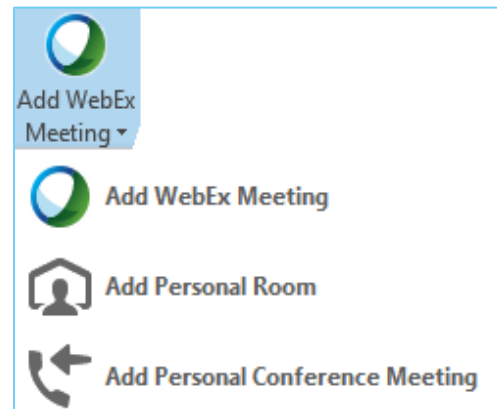 Add WebEx
Meeting
Add WebEx Meeting
Add Personal Room
Add Personal Conference Meeting